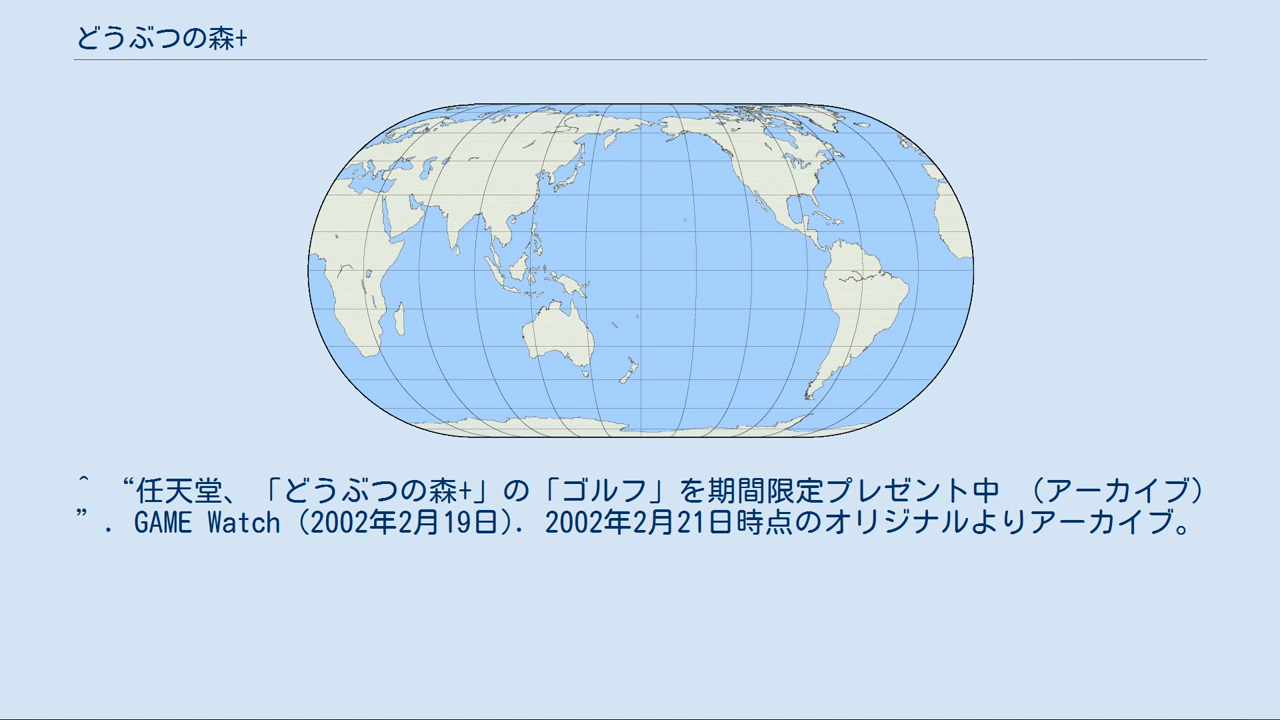 どうぶつの森+
^ “任天堂、「どうぶつの森+」の「ゴルフ」を期間限定プレゼント中 （アーカイブ）
”. GAME Watch (2002年2月19日). 2002年2月21日時点のオリジナルよりアーカイブ。